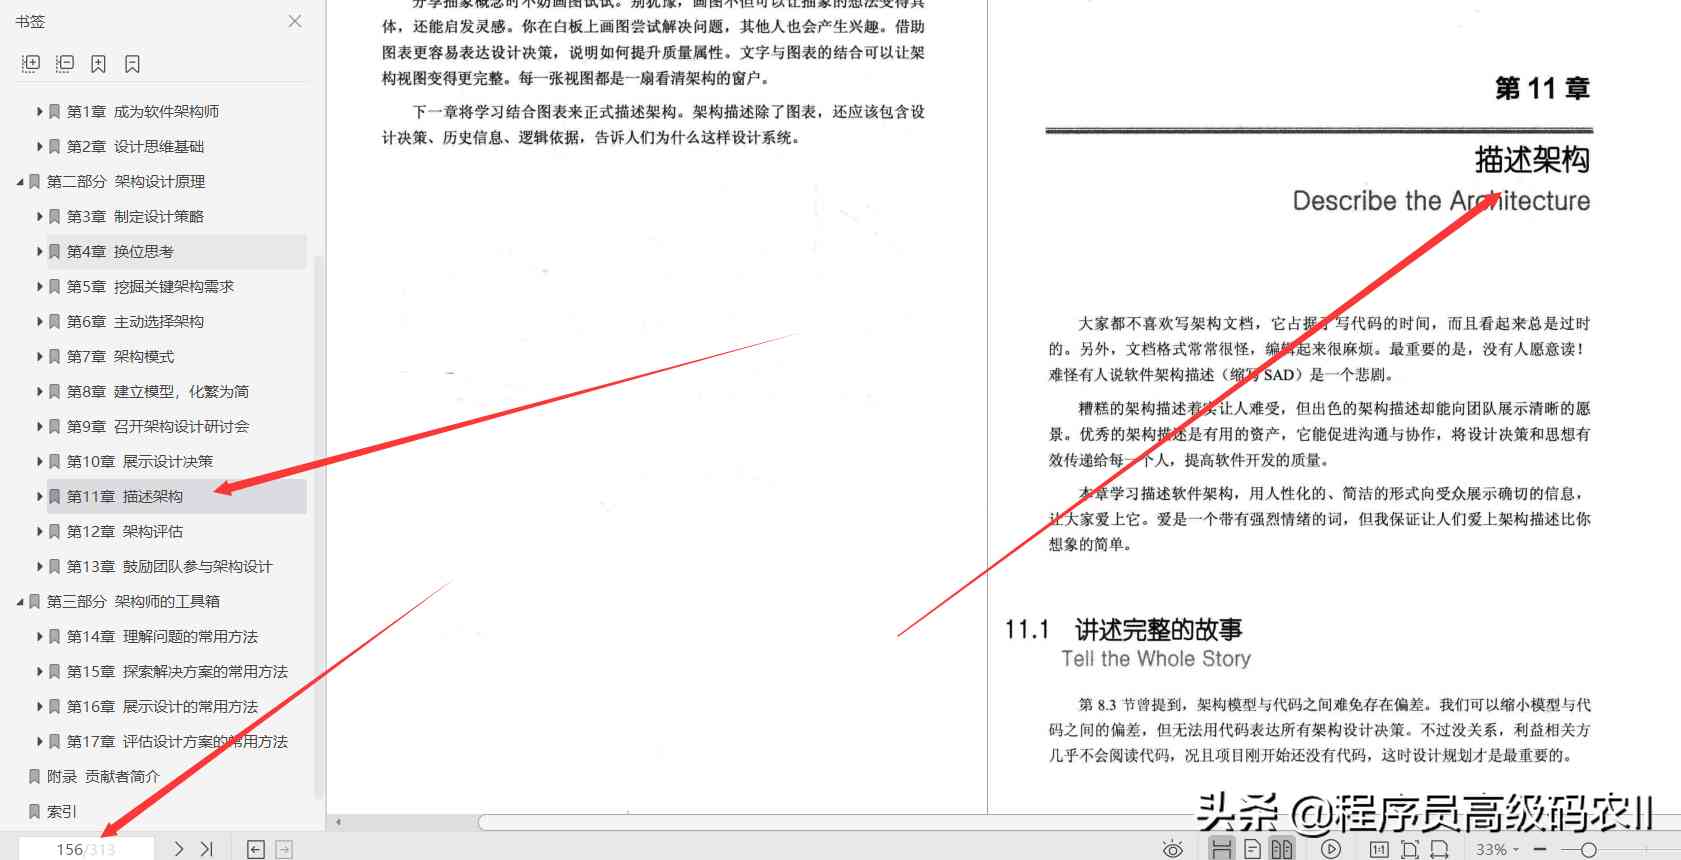 书签
第1章 成为软件架构师
第2章 设计思维基础
第二部分 架构设计原理
第3章 制定设计策略
第4章 换位思考
第5章 挖掘关键架构需求
第6章 主动选择架构
第7章 架构模式
第8章 建立模型，化繁为简
第9章 召开架构设计研讨会
第10章 展示设计决策
第11章 描述架构
第12章 架构评估
第13章 鼓励团队参与架构设计
第三部分 架构师的工具箱
第14章 理解问题的常用方法
第15章 探索解决方案的常用方法
第16章 展示设计的常用方法
第17章 评估设计方案的常用方法
附录 贡献者简介
索引
156/313
分享抽象概念时不妨画图试试。别犹豫，画图不但可以让抽象的想法变得具
体，还能启发灵感。你在白板上画图尝试解决问题，其他人也会产生兴趣。借助
图表更容易表达设计决策，说明如何提升质量属性。文字与图表的结合可以让架
构视图变得更完整。每一张视图都是一扇看清架构的窗户。
下一章将学习结合图表来正式描述架构。架构描述除了图表，还应该包含设
计决策、历史信息、逻辑依据，告诉人们为什么这样设计系统。
第 11 章
描述架构
Describe the Architecture
大家都不喜欢写架构文档，它占据了写代码的时间，而且看起来总是过时
的。另外，文档格式常常很怪，编辑起来很麻烦。最重要的是，没有人愿意读！
难怪有人说软件架构描述（缩写 SAD）是一个悲剧。
糟糕的架构描述着实让人难受，但出色的架构描述却能向团队展示清晰的愿
景。优秀的架构描述是有用的资产，它能促进沟通与协作，将设计决策和思想有
效传递给每一个人，提高软件开发的质量。
本章学习描述软件架构，用人性化的、简洁的形式向受众展示确切的信息，
让大家爱上它。爱是一个带有强烈情绪的词，但我保证让人们爱上架构描述比你
想象的简单。
11.1 讲述完整的故事
Tell the Whole Story
第 8.3 节曾提到，架构模型与代码之间难免存在偏差。我们可以缩小模型与代
码之间的偏差，但无法用代码表达所有架构设计决策。不过没关系，利益相关方
几乎不会阅读代码，况且项目刚开始还没有代码，这时设计规划才是最重要的。
头条 @程序员高级码农II
1:1
33%